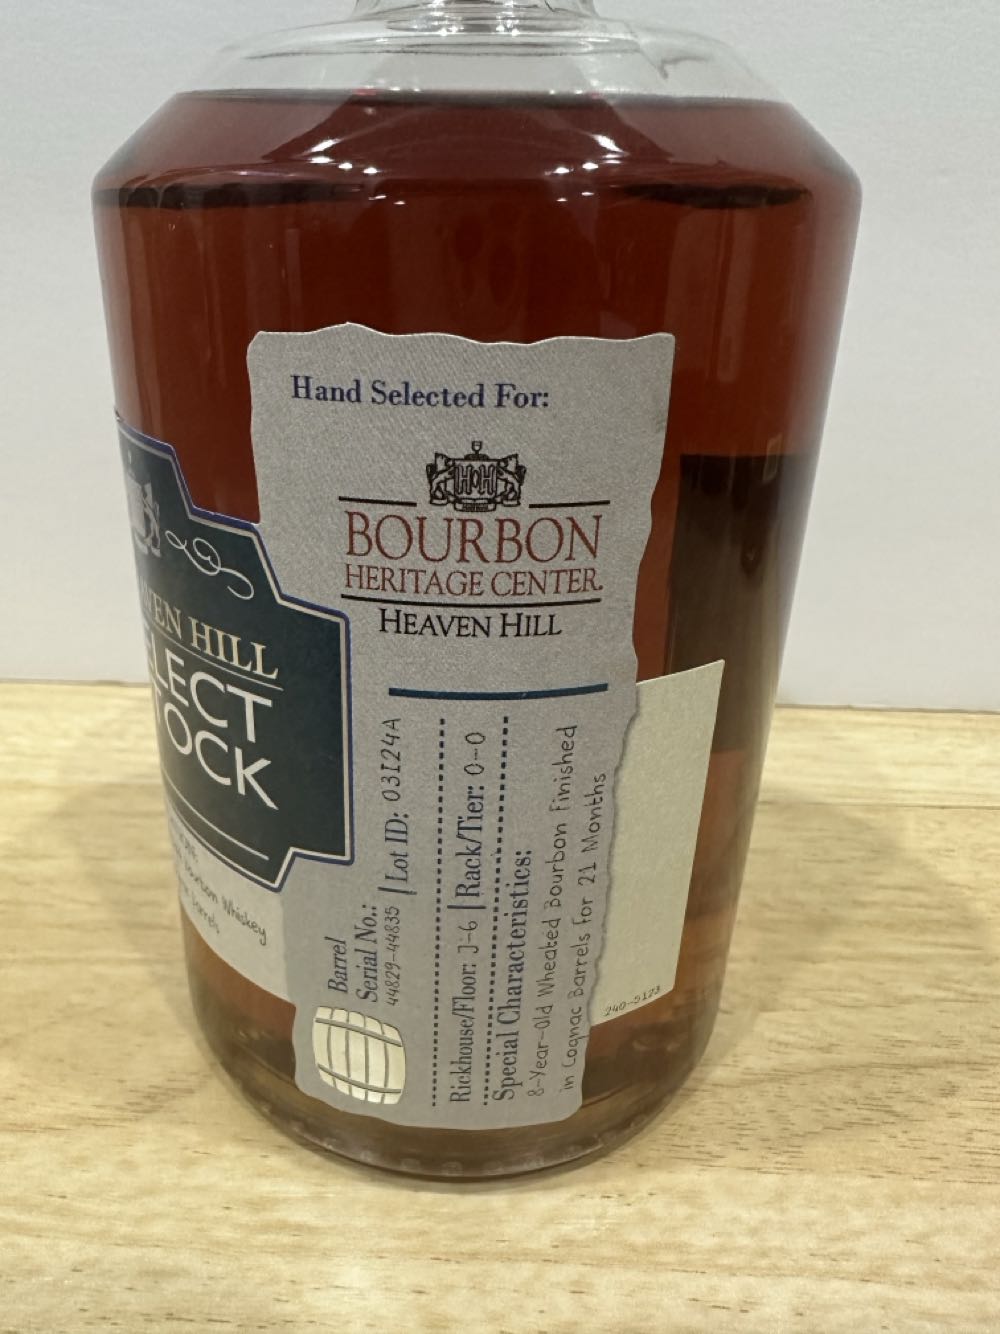 Hand Selected For:
HH
BOURBON
HERITAGE CENTER.
HEAVEN HILL
VEN HILL
LECT
OCK
Bourbon Whiskey
Barrel
Serial No.:
44829-44835 | Lot ID: 03124A
Rickhouse/Floor: J-6 | Rack/Tier: 0-0
Special Characteristics:
8-Year-Old Wheated Bourbon Finished
in Cognac Barrels For 21 Months
240-5123